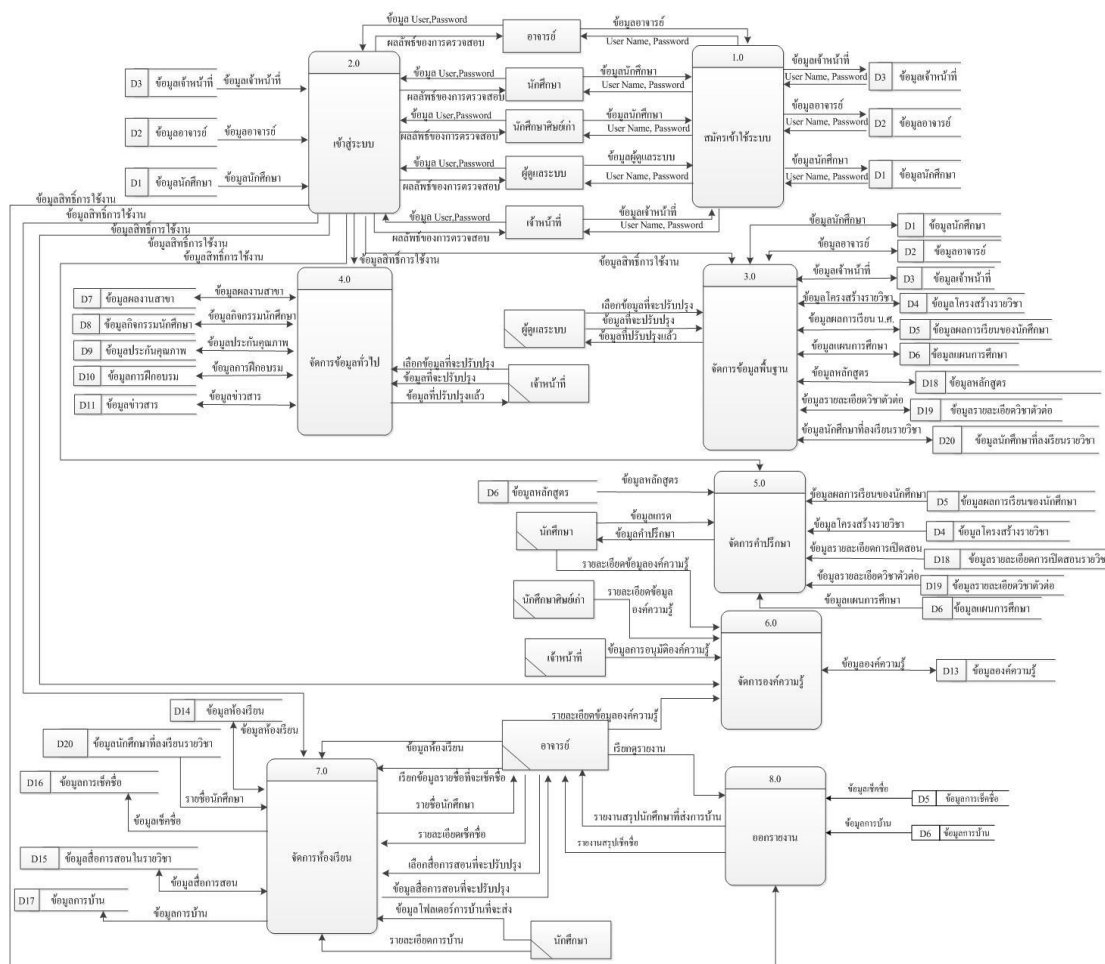 ข้อมูล User,Password
อาจารย์
ข้อมูลอาจารย์
ผลลัพธ์ของการตรวจสอบ
User Name, Password
2.0
1.0
D3 ข้อมูลเจ้าหน้าที่
ข้อมูลเจ้าหน้าที่
ข้อมูล User,Password
นักศึกษา
ข้อมูลนักศึกษา
ผลลัพธ์ของการตรวจสอบ
User Name, Password
ข้อมูลเจ้าหน้าที่
User Name, Password
D3 ข้อมูลเจ้าหน้าที่
D2 ข้อมูลอาจารย์
ข้อมูลอาจารย์
เข้าสู่ระบบ
ข้อมูล User,Password
นักศึกษาศิษย์เก่า
ข้อมูลนักศึกษา
ผลลัพธ์ของการตรวจสอบ
User Name, Password
สมัครเข้าใช้ระบบ
ข้อมูลอาจารย์
User Name, Password
D2 ข้อมูลอาจารย์
D1 ข้อมูลนักศึกษา
ข้อมูลนักศึกษา
ข้อมูล User,Password
ผู้ดูแลระบบ
ข้อมูลผู้ดูแลระบบ
ผลลัพธ์ของการตรวจสอบ
User Name, Password
ข้อมูลนักศึกษา
User Name, Password
D1 ข้อมูลนักศึกษา
ข้อมูล User,Password
เจ้าหน้าที่
ข้อมูลเจ้าหน้าที่
ผลลัพธ์ของการตรวจสอบ
User Name, Password
ข้อมูลสิทธิ์การใช้งาน
ข้อมูลสิทธิ์การใช้งาน
ข้อมูลสิทธิ์การใช้งาน
ข้อมูลสิทธิ์การใช้งาน
ข้อมูลสิทธิ์การใช้งาน
ข้อมูลสิทธิ์การใช้งาน
ข้อมูลสิทธิ์การใช้งาน
4.0
D7 ข้อมูลผลงานสาขา
ข้อมูลผลงานสาขา
D8 ข้อมูลกิจกรรมนักศึกษา
ข้อมูลกิจกรรมนักศึกษา
D9 ข้อมูลประกันคุณภาพ
ข้อมูลประกันคุณภาพ
D10 ข้อมูลการฝึกอบรม
ข้อมูลการฝึกอบรม
D11 ข้อมูลข่าวสาร
ข้อมูลข่าวสาร
จัดการข้อมูลทั่วไป
เลือกข้อมูลที่จะปรับปรุง
ข้อมูลที่จะปรับปรุง
ข้อมูลที่ปรับปรุงแล้ว
เจ้าหน้าที่
ผู้ดูแลระบบ
เลือกข้อมูลที่จะปรับปรุง
ข้อมูลที่จะปรับปรุง
ข้อมูลที่ปรับปรุงแล้ว
3.0
จัดการข้อมูลพื้นฐาน
ข้อมูลนักศึกษา
D1 ข้อมูลนักศึกษา
ข้อมูลอาจารย์
D2 ข้อมูลอาจารย์
ข้อมูลเจ้าหน้าที่
D3 ข้อมูลเจ้าหน้าที่
ข้อมูลโครงสร้างรายวิชา
D4 ข้อมูลโครงสร้างรายวิชา
ข้อมูลผลการเรียน น.ศ.
D5 ข้อมูลผลการเรียนของนักศึกษา
ข้อมูลแผนการศึกษา
D6 ข้อมูลแผนการศึกษา
ข้อมูลหลักสูตร
D18 ข้อมูลหลักสูตร
ข้อมูลรายละเอียดวิชาตัวต่อ
D19 ข้อมูลรายละเอียดวิชาตัวต่อ
ข้อมูลนักศึกษาที่ลงเรียนรายวิชา
D20 ข้อมูลนักศึกษาที่ลงเรียนรายวิชา
D6 ข้อมูลหลักสูตร
ข้อมูลหลักสูตร
5.0
จัดการคำปรึกษา
นักศึกษา
ข้อมูลเกรด
ข้อมูลคำปรึกษา
ข้อมูลผลการเรียนของนักศึกษา
D5 ข้อมูลผลการเรียนของนักศึกษา
ข้อมูลโครงสร้างรายวิชา
D4 ข้อมูลโครงสร้างรายวิชา
ข้อมูลรายละเอียดการเปิดสอน
D18 ข้อมูลรายละเอียดการเปิดสอนรายวิชา
ข้อมูลรายละเอียดวิชาตัวต่อ
D19 ข้อมูลรายละเอียดวิชาตัวต่อ
ข้อมูลแผนการศึกษา
D6 ข้อมูลแผนการศึกษา
รายละเอียดข้อมูลองค์ความรู้
นักศึกษาศิษย์เก่า
รายละเอียดข้อมูล
องค์ความรู้
เจ้าหน้าที่
ข้อมูลการอนุมัติองค์ความรู้
6.0
จัดการองค์ความรู้
ข้อมูลองค์ความรู้
D13 ข้อมูลองค์ความรู้
รายละเอียดข้อมูลองค์ความรู้
D14 ข้อมูลห้องเรียน
ข้อมูลห้องเรียน
D20 ข้อมูลนักศึกษาที่ลงเรียนรายวิชา
รายชื่อนักศึกษา
D16 ข้อมูลการเช็คชื่อ
ข้อมูลเช็คชื่อ
D15 ข้อมูลสื่อการสอนในรายวิชา
ข้อมูลสื่อการสอน
D17 ข้อมูลการบ้าน
ข้อมูลการบ้าน
7.0
จัดการห้องเรียน
ข้อมูลห้องเรียน
อาจารย์
เรียกดูรายงาน
เรียกข้อมูลรายชื่อที่จะเช็คชื่อ
รายชื่อนักศึกษา
รายละเอียดเช็คชื่อ
เลือกสื่อการสอนที่จะปรับปรุง
ข้อมูลสื่อการสอนที่จะปรับปรุง
ข้อมูลโฟลเดอร์การบ้านที่จะส่ง
รายละเอียดการบ้าน
นักศึกษา
รายงานสรุปนักศึกษาที่ส่งการบ้าน
รายงานสรุปเช็คชื่อ
8.0
ออกรายงาน
ข้อมูลเช็คชื่อ
D5 ข้อมูลการเช็คชื่อ
ข้อมูลการบ้าน
D6 ข้อมูลการบ้าน